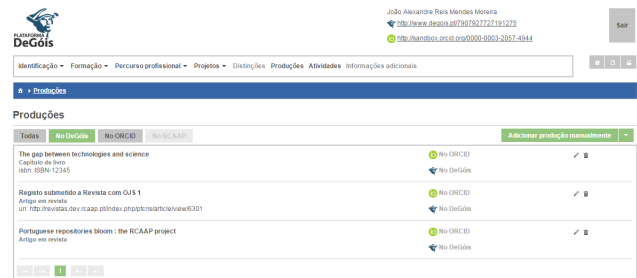 João Alexandre Reis Mendes Moreira
http://www.degois.pt/7907927727191275
http://sandbox.orcid.org/0000-0003-2057-4944
Sair
PLATAFORMA
DeGóis
Identificação Formação Percurso profissional Projetos Distinções Produções Atividades Informações adicionais
Produções
Produções
Todas No DeGóis No ORCID No RCAAP Adicionar produção manualmente
The gap between technologies and science
Capítulo de livro
isbn: ISBN-12345
No ORCID
No DeGóis
Registo submetido a Revista com OJS 1
Artigo em revista
uri: http://revistas.dev.rcaap.pt/index.php/ptcris/article/view/6301
No ORCID
No DeGóis
Portuguese repositories bloom : the RCAAP project
Artigo em revista
No ORCID
No DeGóis
1